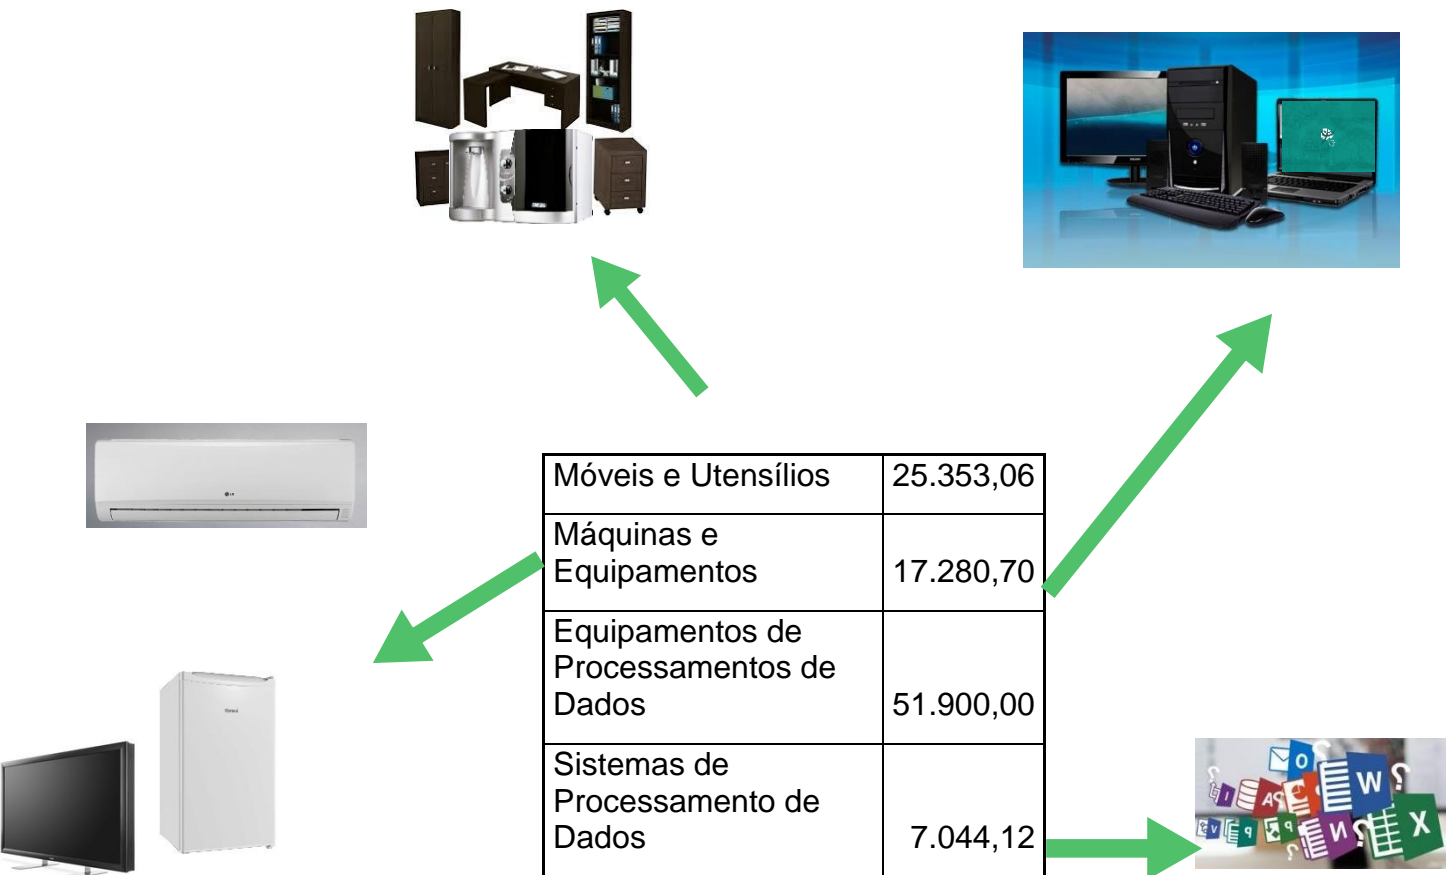 Móveis e Utensílios 25.353,06
Máquinas e
Equipamentos 17.280,70
Equipamentos de
Processamentos de
Dados 51.900,00
Sistemas de
Processamento de
Dados 7.044,12
LG
O
W
X
N
P
P
V
A
I